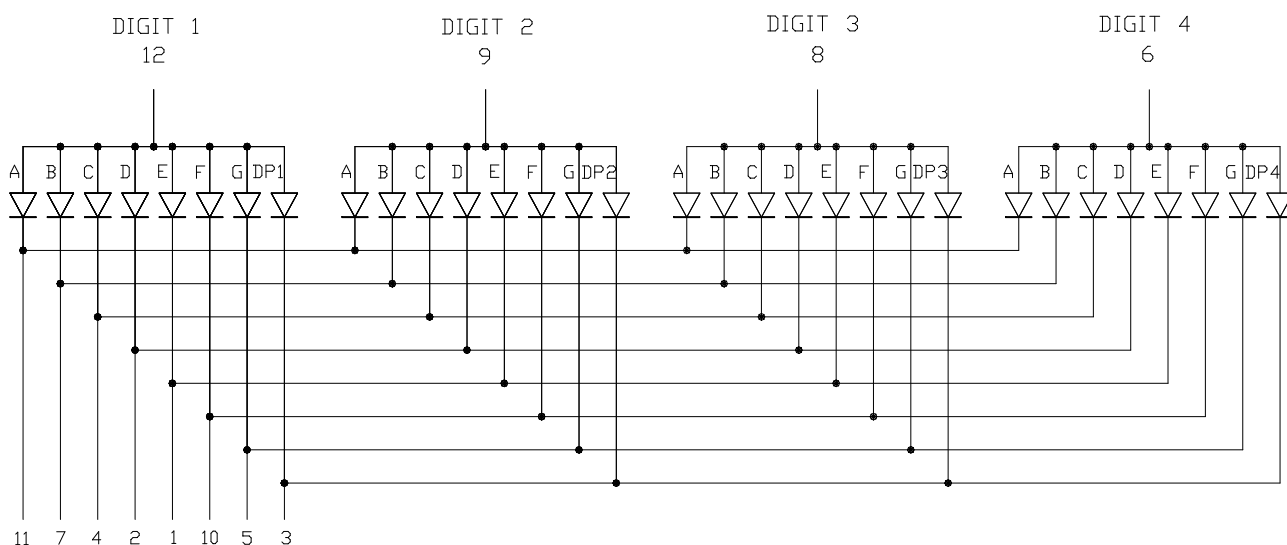 DIGIT 1 DIGIT 2 DIGIT 3 DIGIT 4
12 9 8 6
A B C D E F G DP1 A B C D E F G DP2 A B C D E F G DP3 A B C D E F G DP4
11 7 4 2 1 10 5 3